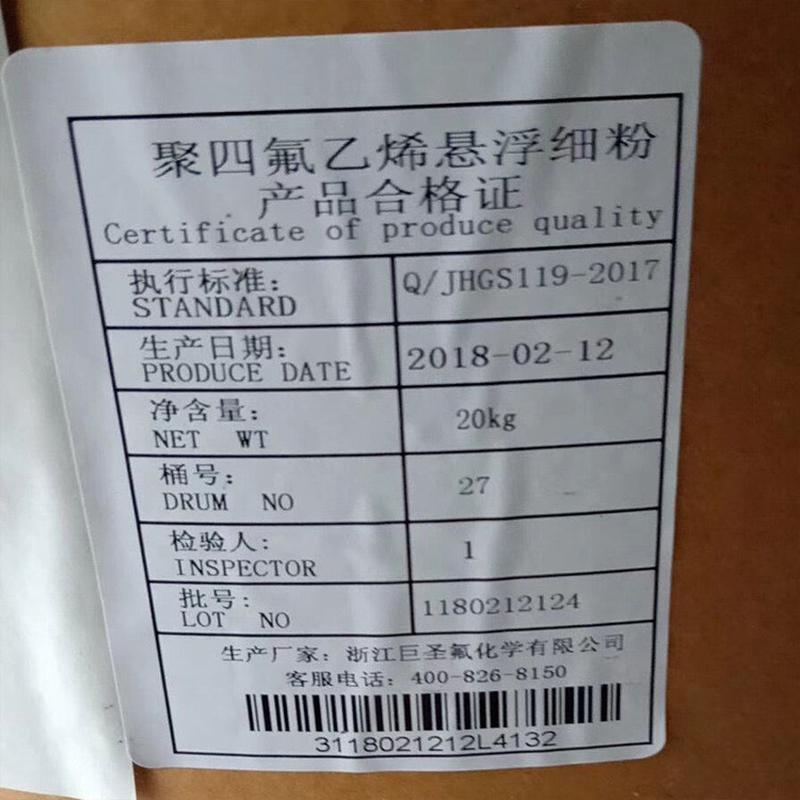 聚四氟乙烯悬浮细粉
产品合格证
Certificate of produce quality
执行标准: Q/JHGS119-2017
STANDARD
生产日期: 2018-02-12
PRODUCE DATE
净含量: 20kg
NET WT
桶号: 27
DRUM NO
检验人: 1
INSPECTOR
批号: 1180212124
LOT NO
生产厂家: 浙江巨圣氟化学有限公司
客服电话: 400-826-8150
3118021212L4132